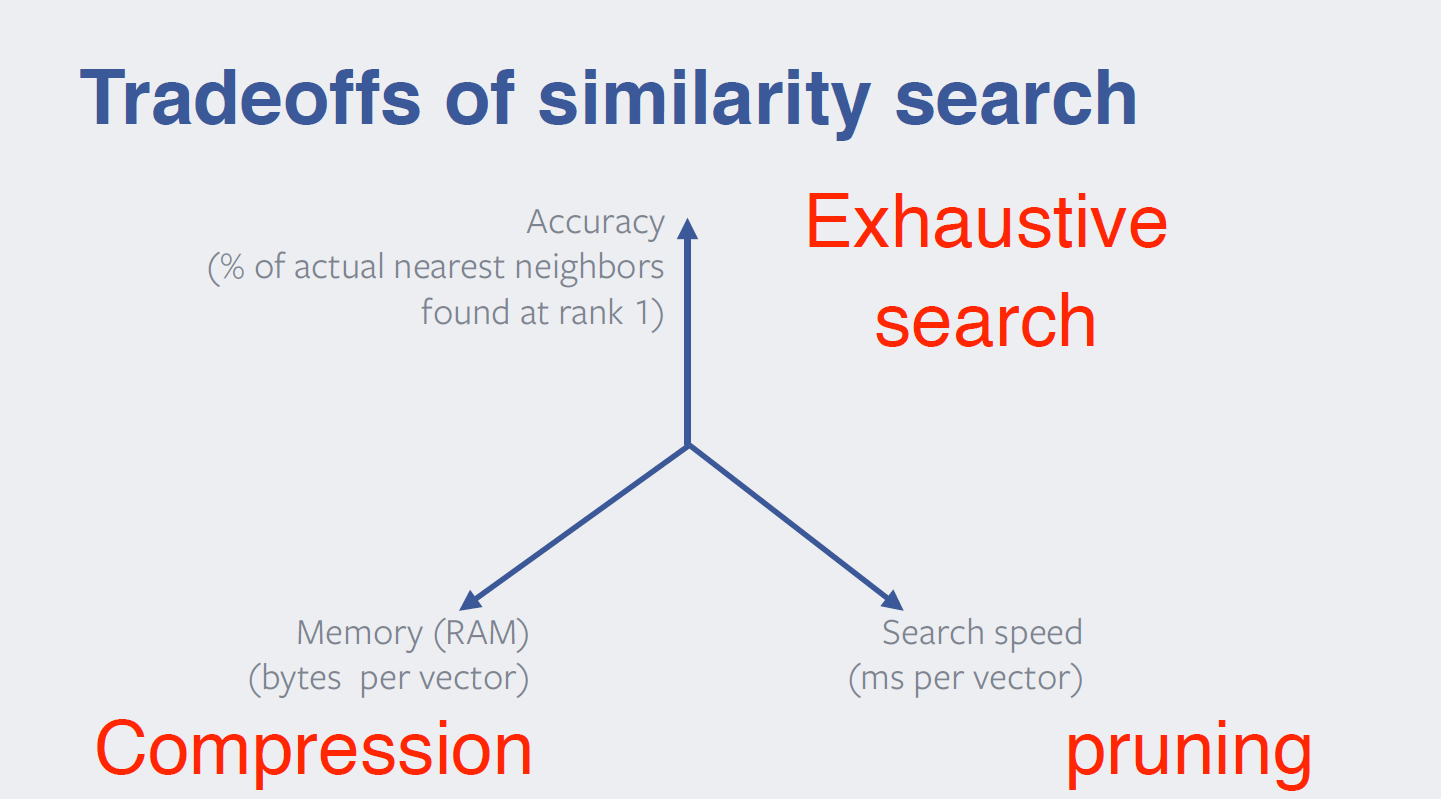 Tradeoffs of similarity search
Accuracy
(% of actual nearest neighbors
found at rank 1)
Exhaustive
search
Memory (RAM)
(bytes per vector)
Compression
Search speed
(ms per vector)
pruning